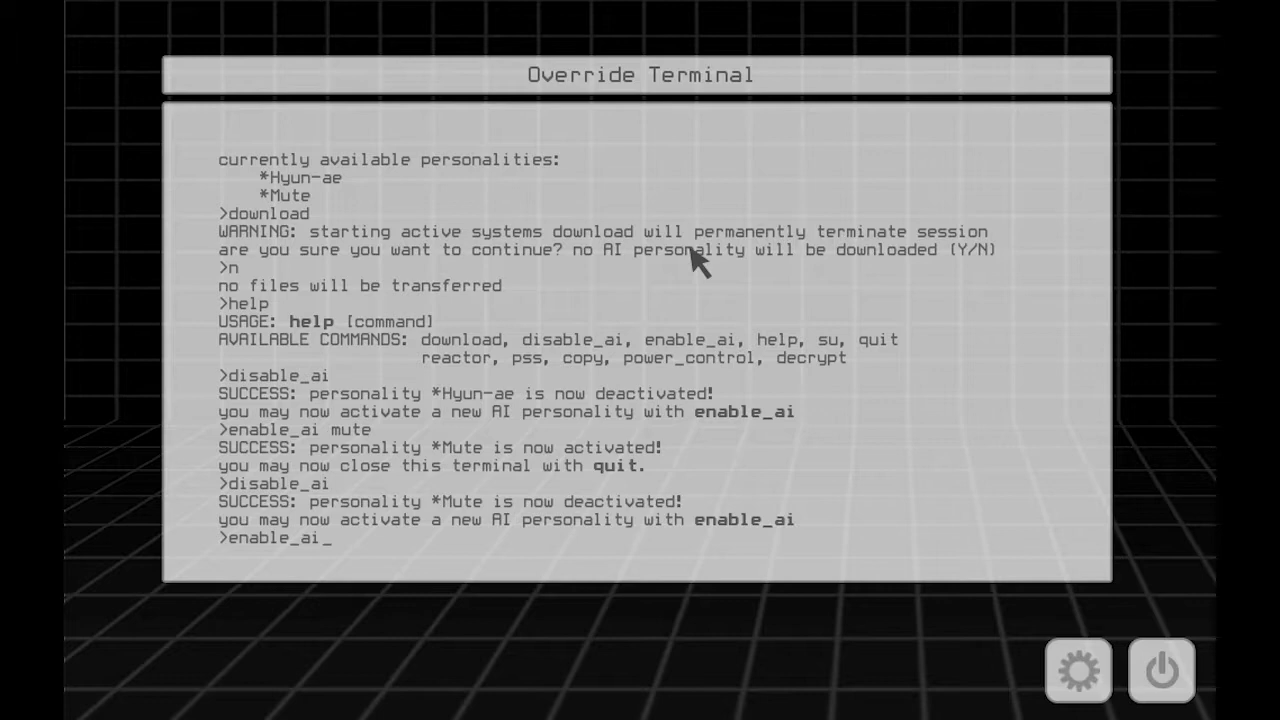 Override Terminal
currently available personalities:
*Hyun-ae
*Mute
>download
WARNING: starting active systems download will permanently terminate session
are you sure you want to continue? no AI personality will be downloaded (Y/N)
>n
no files will be transferred
>help
USAGE: help [command]
AVAILABLE COMMANDS: download, disable_ai, enable_ai, help, su, quit
reactor, pss, copy, power_control, decrypt
>disable_ai
SUCCESS: personality *Hyun-ae is now deactivated!
you may now activate a new AI personality with enable_ai
>enable_ai mute
SUCCESS: personality *Mute is now activated!
you may now close this terminal with quit.
>disable_ai
SUCCESS: personality *Mute is now deactivated!
you may now activate a new AI personality with enable_ai
>enable_ai_